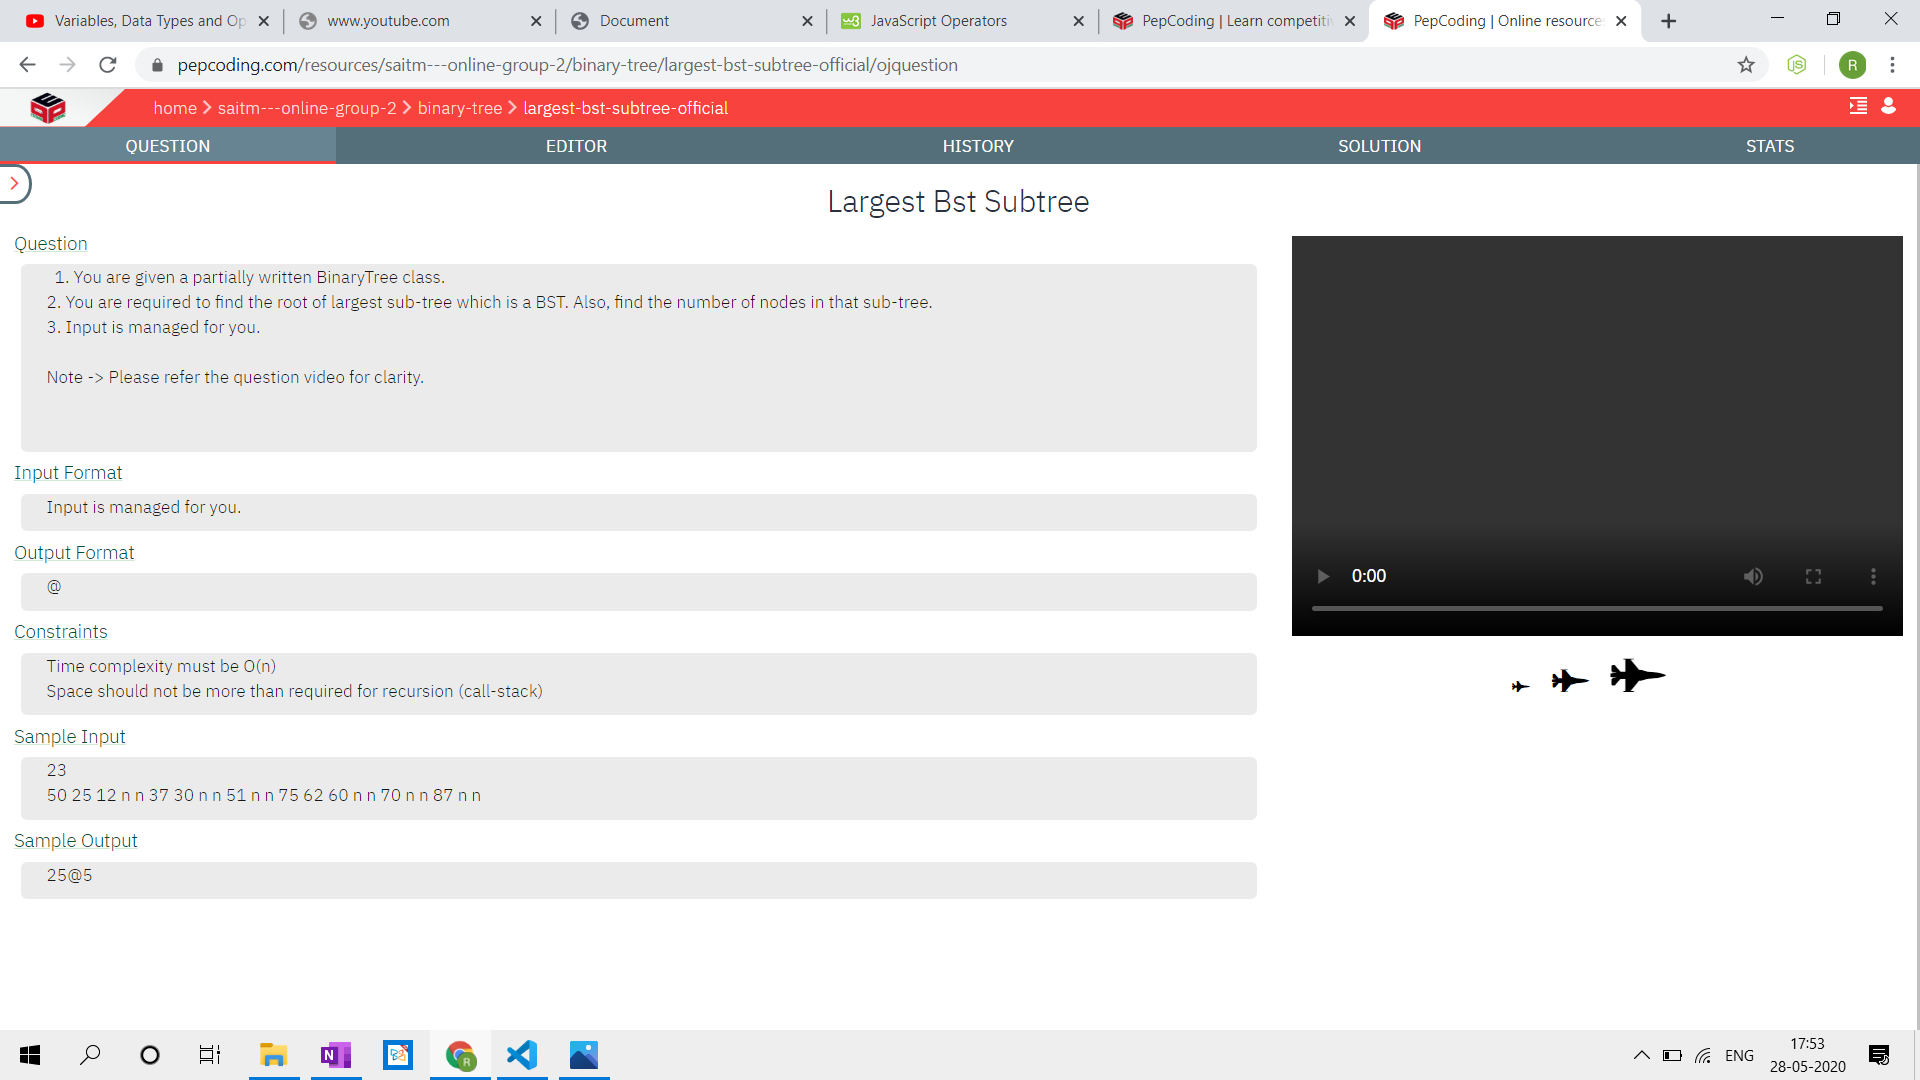 Variables, Data Types and Op
www.youtube.com
Document
JavaScript Operators
PepCoding | Learn competitiv
PepCoding | Online resource
pepcoding.com/resources/saitm---online-group-2/binary-tree/largest-bst-subtree-official/ojquestion
R
home > saitm---online-group-2 > binary-tree > largest-bst-subtree-official
QUESTION
EDITOR
HISTORY
SOLUTION
STATS
Largest Bst Subtree
Question
1. You are given a partially written BinaryTree class.
2. You are required to find the root of largest sub-tree which is a BST. Also, find the number of nodes in that sub-tree.
3. Input is managed for you.
Note -> Please refer the question video for clarity.
Input Format
Input is managed for you.
Output Format
@
Constraints
Time complexity must be O(n)
Space should not be more than required for recursion (call-stack)
Sample Input
23
50 25 12 n n 37 30 n n 51 n n 75 62 60 n n 70 n n 87 n n
Sample Output
25@5
0:00
ENG
17:53
28-05-2020